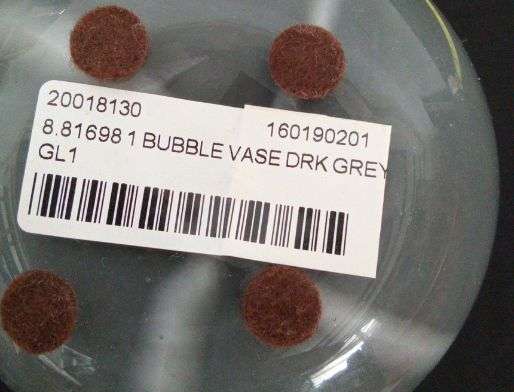 20018130 160190201
8.81698 1 BUBBLE VASE DRK GREY
GL1